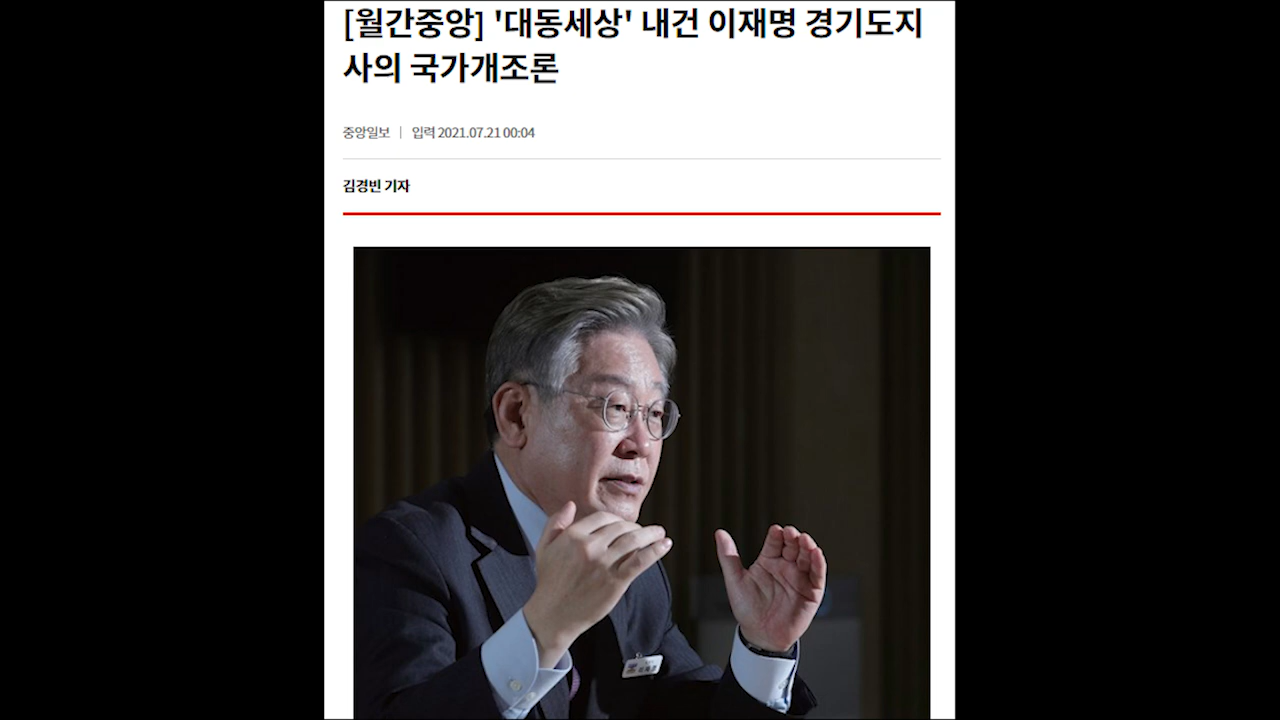 [월간중앙] '대동세상' 내건 이재명 경기도지
사의 국가개조론
중앙일보 | 입력 2021.07.21 00:04
김경빈 기자